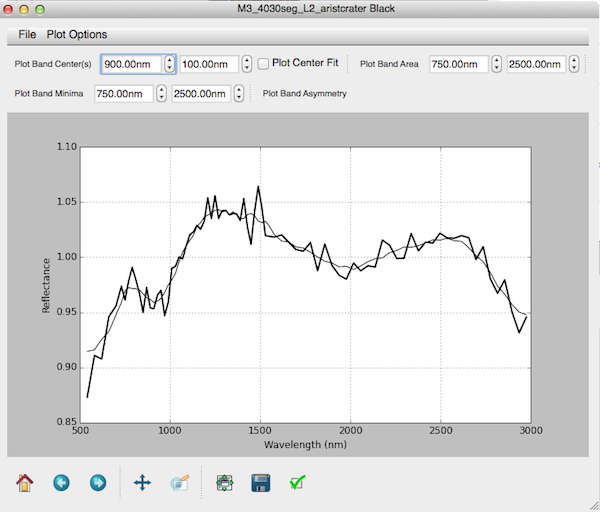 M3_4030seg_L2_aristcrater Black
File Plot Options
Plot Band Center(s) 900.00nm 100.00nm Plot Center Fit Plot Band Area 750.00nm 2500.00nm
Plot Band Minima 750.00nm 2500.00nm Plot Band Asymmetry
1.10
1.05
1.00
0.95
0.90
0.85
Reflectance
500 1000 1500 2000 2500 3000
Wavelength (nm)